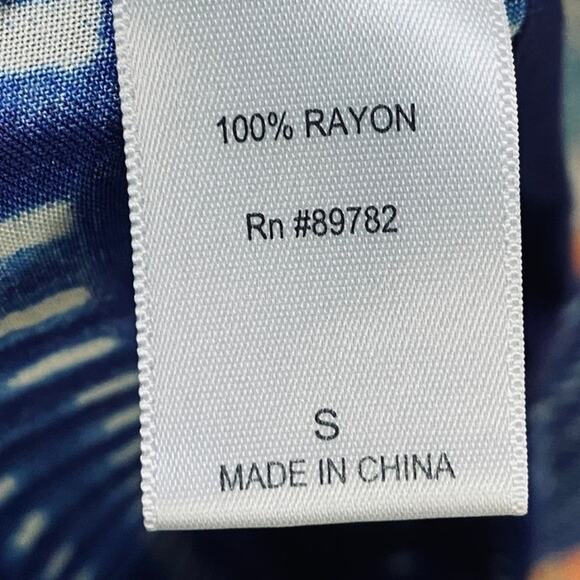 100% RAYON
Rn #89782
S
MADE IN CHINA